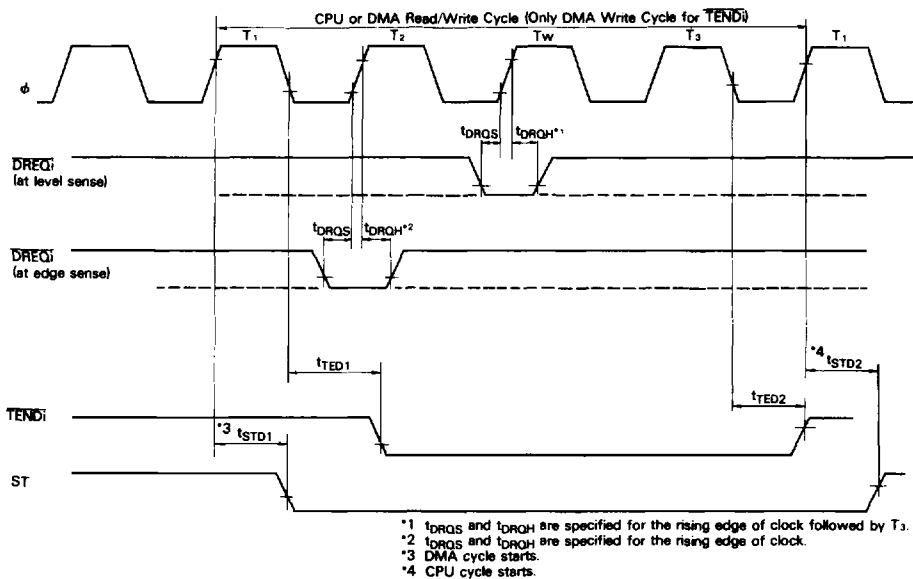 CPU or DMA Read/Write Cycle (Only DMA Write Cycle for TENDi)
T1 T2 TW T3 T1
φ
tDRQS tDRQH*1
DREQi
(at level sense)
tDRQS tDRQH*2
DREQi
(at edge sense)
tTED1
*4 tSTD2
tTED2
TENDi
*3 tSTD1
ST
*1 tDRQS and tDRQH are specified for the rising edge of clock followed by T3.
*2 tDRQS and tDRQH are specified for the rising edge of clock.
*3 DMA cycle starts.
*4 CPU cycle starts.